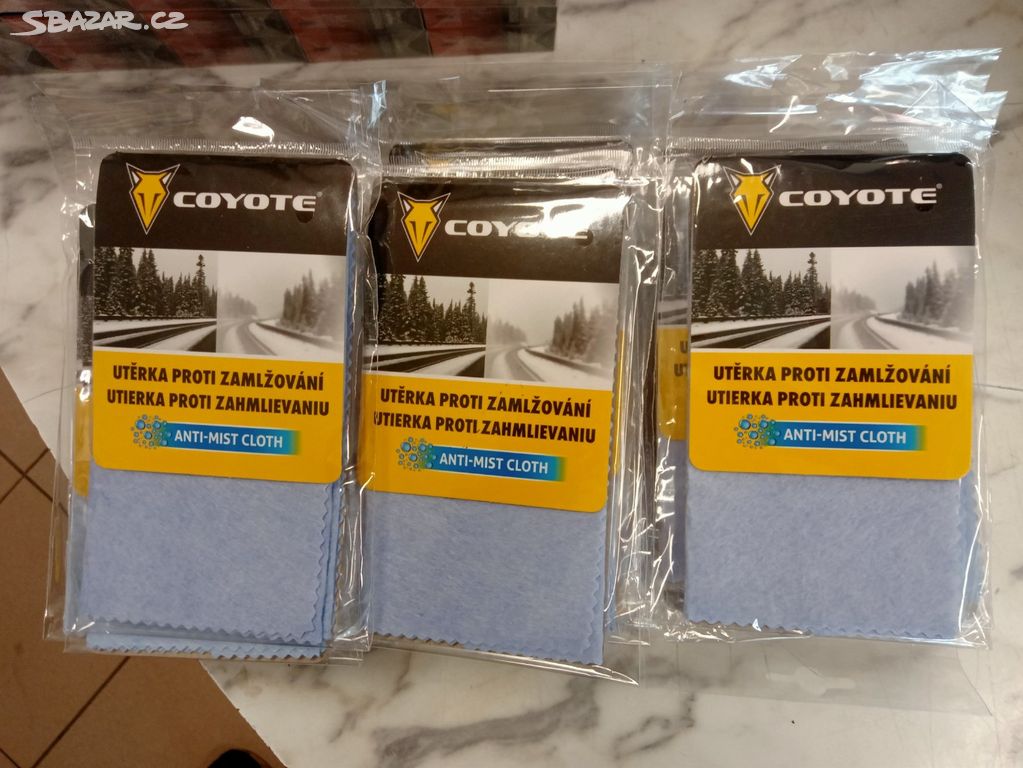 SBAZAR.CZ
COYOTE®
UTĚRKA PROTI ZAMLŽOVÁNÍ
UTIERKA PROTI ZAHMLIEVANIU
ANTI-MIST CLOTH
COYOTE
UTĚRKA PROTI ZAMLŽOVÁNÍ
UTIERKA PROTI ZAHMLIEVANIU
ANTI-MIST CLOTH
COYOTE®
UTĚRKA PROTI ZAMLŽOVÁNÍ
UTIERKA PROTI ZAHMLIEVANIU
ANTI-MIST CLOTH